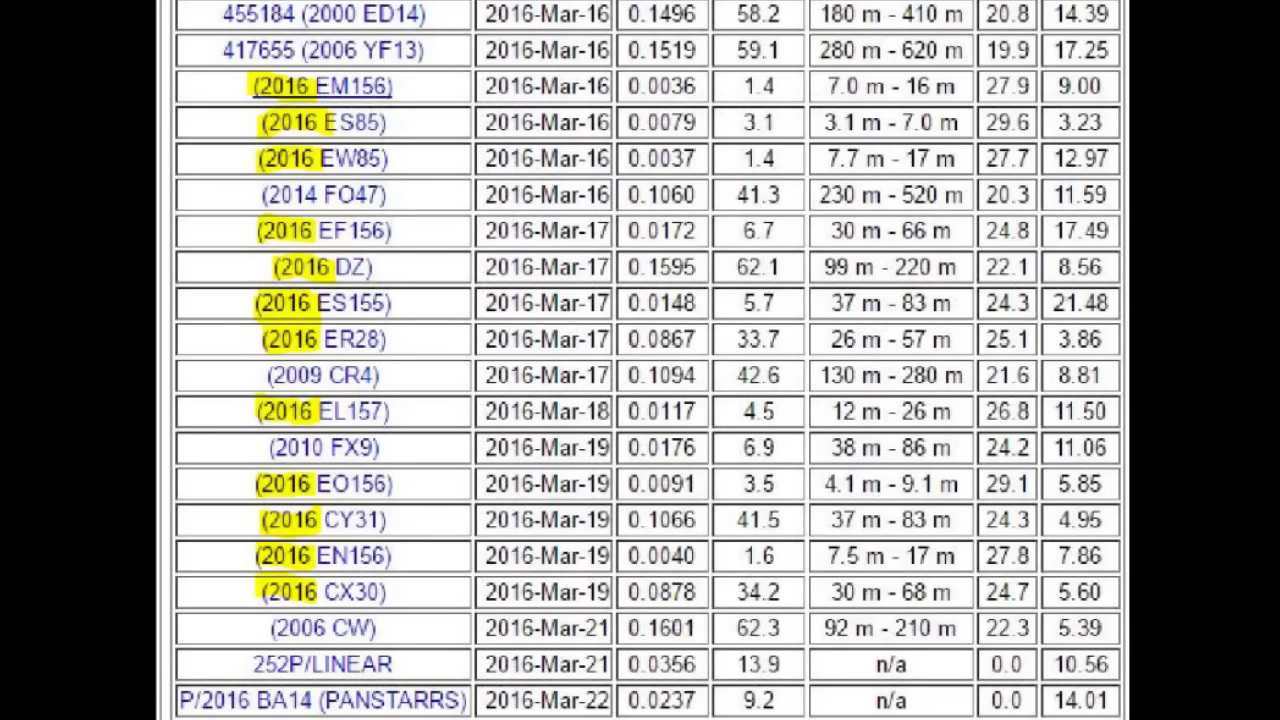 455184 (2000 ED14) 2016-Mar-16 0.1496 58.2 180 m - 410 m 20.8 14.39
417655 (2006 YF13) 2016-Mar-16 0.1519 59.1 280 m - 620 m 19.9 17.25
(2016 EM156) 2016-Mar-16 0.0036 1.4 7.0 m - 16 m 27.9 9.00
(2016 ES85) 2016-Mar-16 0.0079 3.1 3.1 m - 7.0 m 29.6 3.23
(2016 EW85) 2016-Mar-16 0.0037 1.4 7.7 m - 17 m 27.7 12.97
(2014 FO47) 2016-Mar-16 0.1060 41.3 230 m - 520 m 20.3 11.59
(2016 EF156) 2016-Mar-17 0.0172 6.7 30 m - 66 m 24.8 17.49
(2016 DZ) 2016-Mar-17 0.1595 62.1 99 m - 220 m 22.1 8.56
(2016 ES155) 2016-Mar-17 0.0148 5.7 37 m - 83 m 24.3 21.48
(2016 ER28) 2016-Mar-17 0.0867 33.7 26 m - 57 m 25.1 3.86
(2009 CR4) 2016-Mar-17 0.1094 42.6 130 m - 280 m 21.6 8.81
(2016 EL157) 2016-Mar-18 0.0117 4.5 12 m - 26 m 26.8 11.50
(2010 FX9) 2016-Mar-19 0.0176 6.9 38 m - 86 m 24.2 11.06
(2016 EO156) 2016-Mar-19 0.0091 3.5 4.1 m - 9.1 m 29.1 5.85
(2016 CY31) 2016-Mar-19 0.1066 41.5 37 m - 83 m 24.3 4.95
(2016 EN156) 2016-Mar-19 0.0040 1.6 7.5 m - 17 m 27.8 7.86
(2016 CX30) 2016-Mar-19 0.0878 34.2 30 m - 68 m 24.7 5.60
(2006 CW) 2016-Mar-21 0.1601 62.3 92 m - 210 m 22.3 5.39
252P/LINEAR 2016-Mar-21 0.0356 13.9 n/a 0.0 10.56
P/2016 BA14 (PANSTARRS) 2016-Mar-22 0.0237 9.2 n/a 0.0 14.01